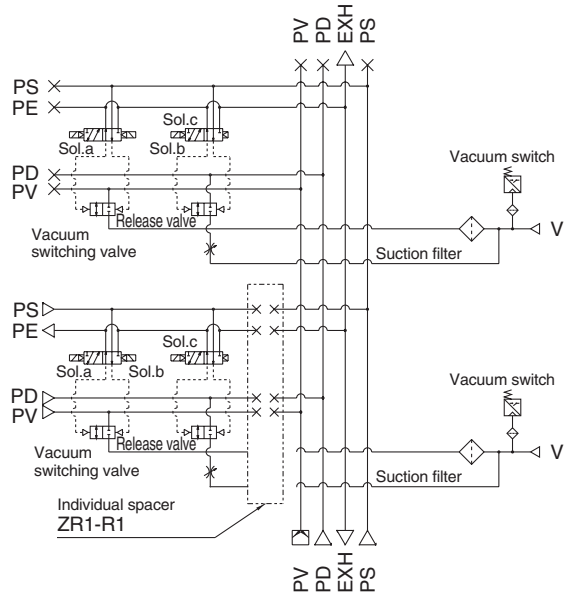 PV PD EXH PS
PS
PE
Sol.c
Sol.a Sol.b
Vacuum switch
PD
PV
Release valve
V
Vacuum
switching valve
Suction filter
PS
PE
Sol.c
Sol.a Sol.b
Vacuum switch
PD
PV
Release valve
V
Vacuum
switching valve
Suction filter
Individual spacer
ZR1-R1
PV PD EXH PS